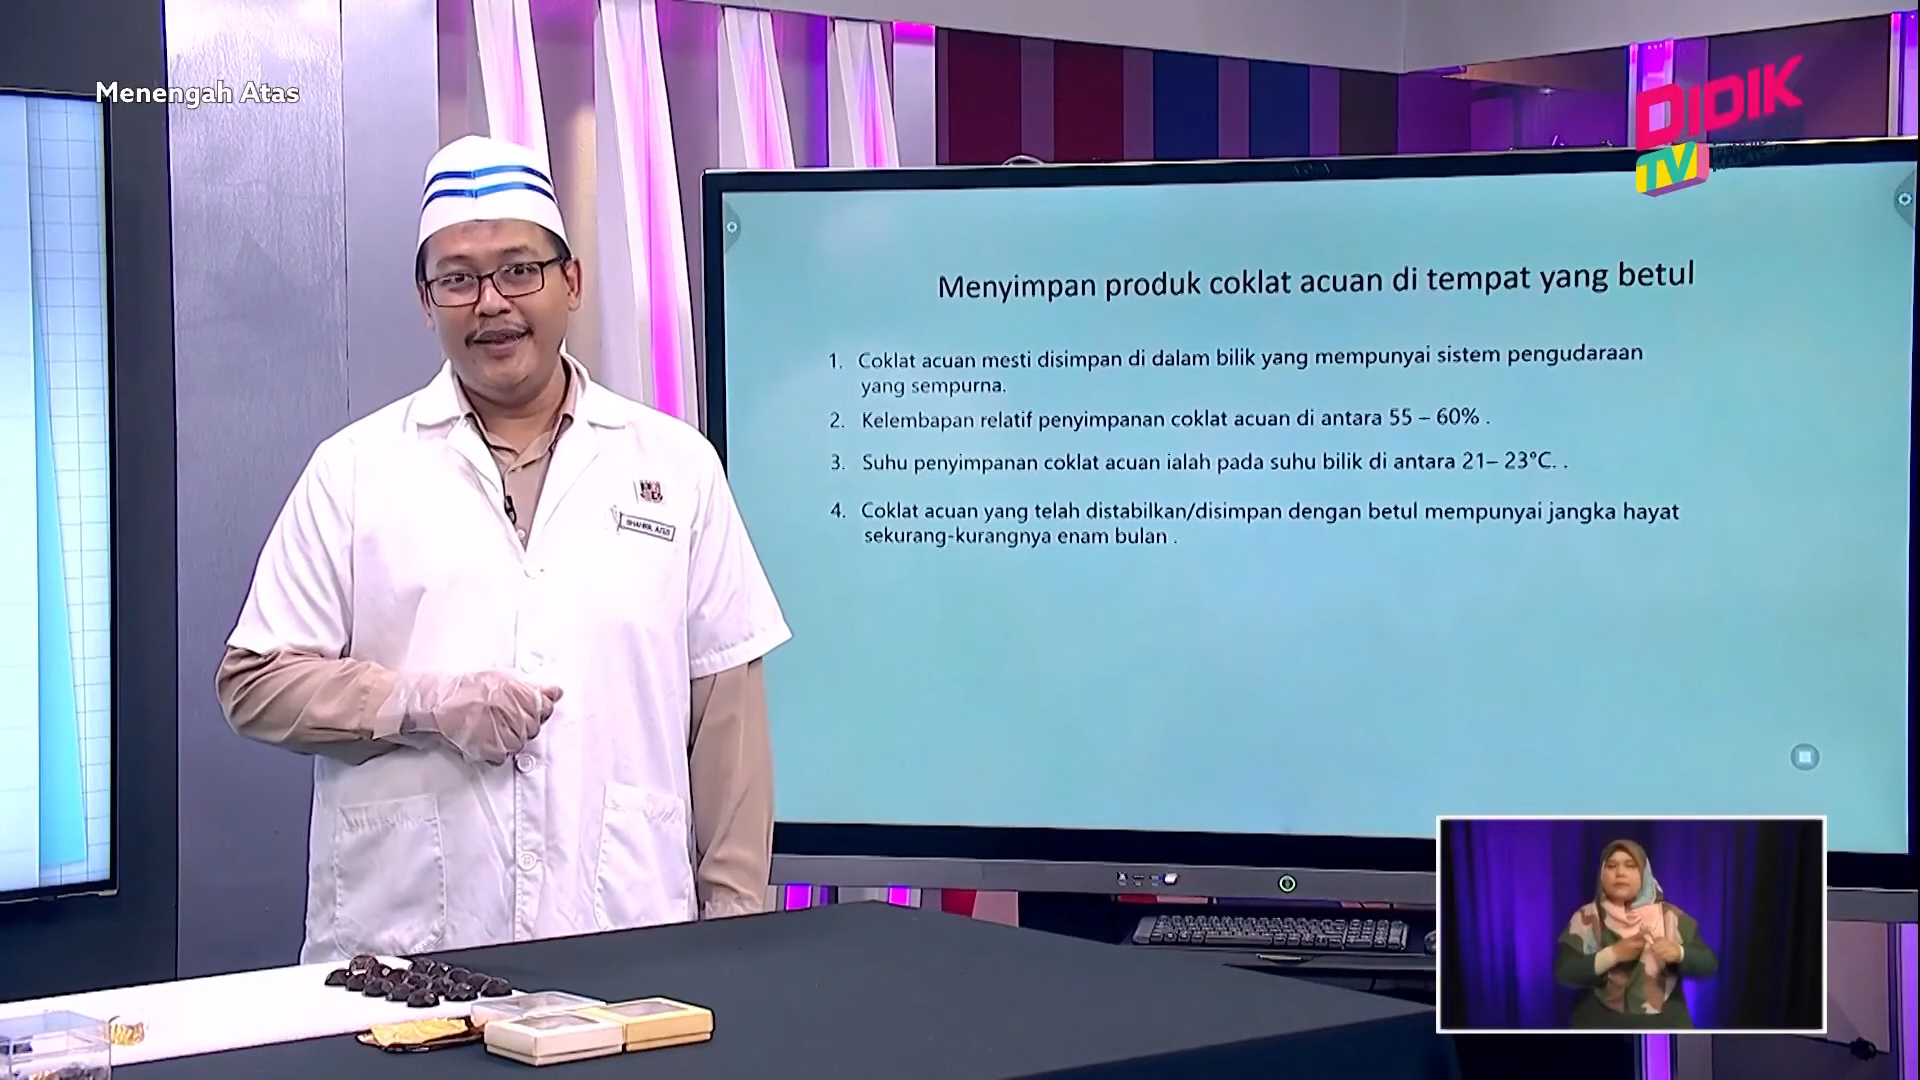 Menengah Atas
DIDIK
TV
MALAYSIA
Menyimpan produk coklat acuan di tempat yang betul
1. Coklat acuan mesti disimpan di dalam bilik yang mempunyai sistem pengudaraan
yang sempurna.
2. Kelembapan relatif penyimpanan coklat acuan di antara 55 – 60% .
3. Suhu penyimpanan coklat acuan ialah pada suhu bilik di antara 21– 23°C. .
4. Coklat acuan yang telah distabilkan/disimpan dengan betul mempunyai jangka hayat
sekurang-kurangnya enam bulan .